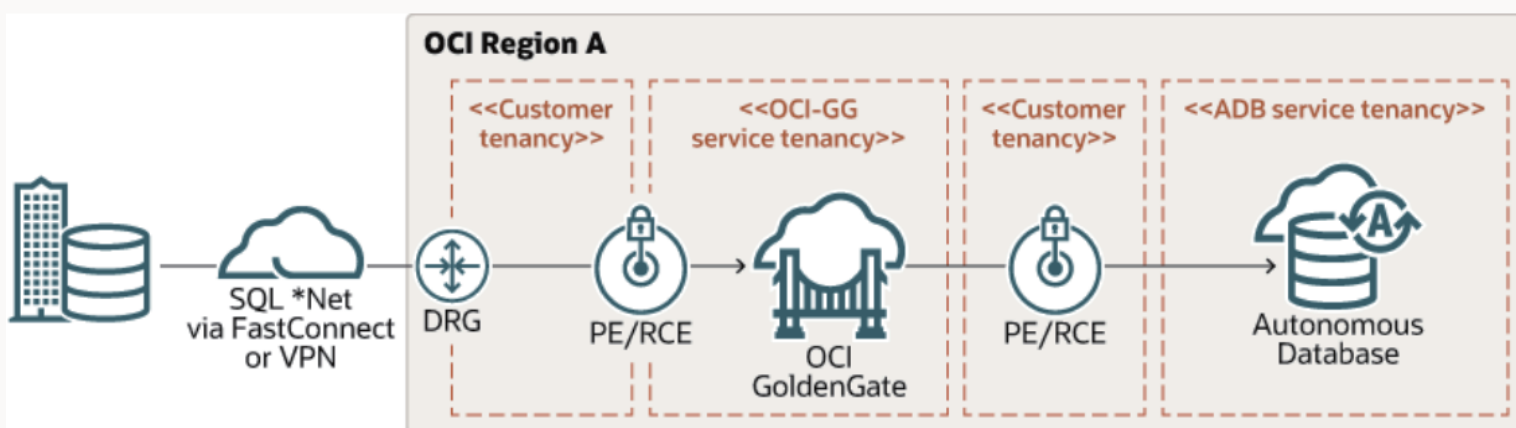 OCI Region A
<<Customer
tenancy>>
<<OCI-GG
service tenancy>>
<<Customer
tenancy>>
<<ADB service tenancy>>
A
SQL *Net
via FastConnect
or VPN
DRG
PE/RCE
OCI
GoldenGate
PE/RCE
Autonomous
Database